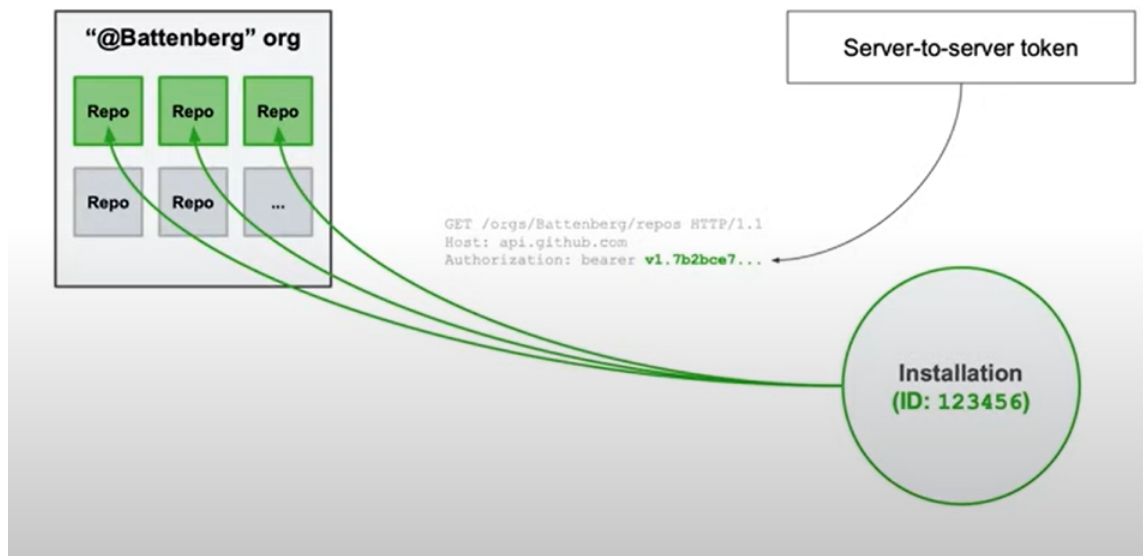 “@Battenberg” org
Repo Repo Repo
Repo Repo ...
Server-to-server token
GET /orgs/Battenberg/repos HTTP/1.1
Host: api.github.com
Authorization: bearer v1.7b2bce7...
Installation
(ID: 123456)